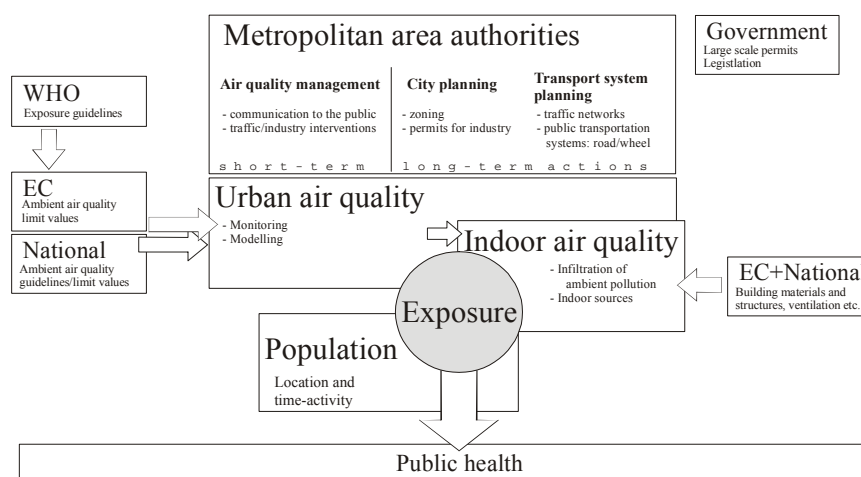 Metropolitan area authorities
Air quality management
- communication to the public
- traffic/industry interventions
City planning
- zoning
- permits for industry
Transport system
planning
- traffic networks
- public transportation
systems: road/wheel
short-term
long-term actions
Government
Large scale permits
Legistlation
WHO
Exposure guidelines
EC
Ambient air quality
limit values
National
Ambient air quality
guidelines/limit values
Urban air quality
- Monitoring
- Modelling
Indoor air quality
- Infiltration of
ambient pollution
- Indoor sources
EC+National
Building materials and
structures, ventilation etc.
Exposure
Population
Location and
time-activity
Public health